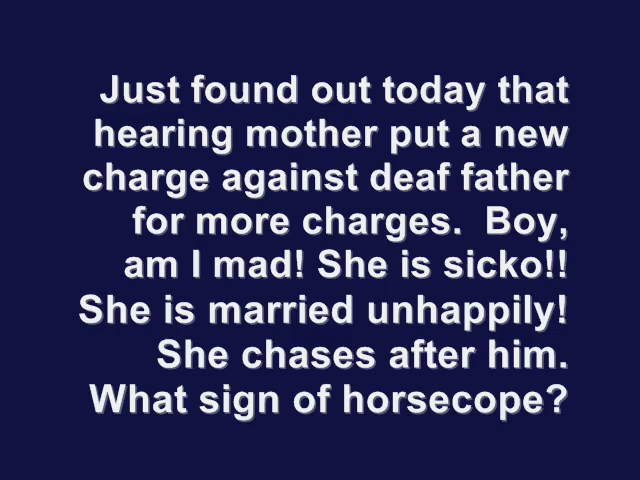 Just found out today that
hearing mother put a new
charge against deaf father
for more charges.  Boy,
am I mad! She is sicko!!
She is married unhappily!
She chases after him.
What sign of horsecope?